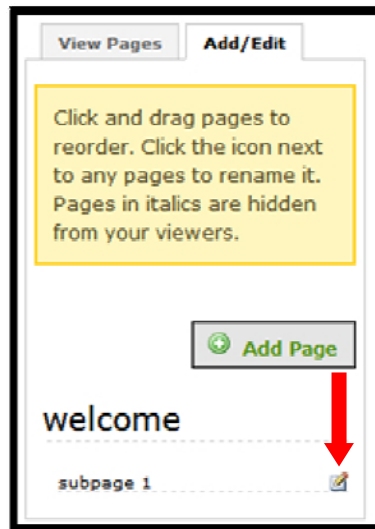 View Pages Add/Edit
Click and drag pages to
reorder. Click the icon next
to any pages to rename it.
Pages in italics are hidden
from your viewers.
Add Page
welcome
subpage 1